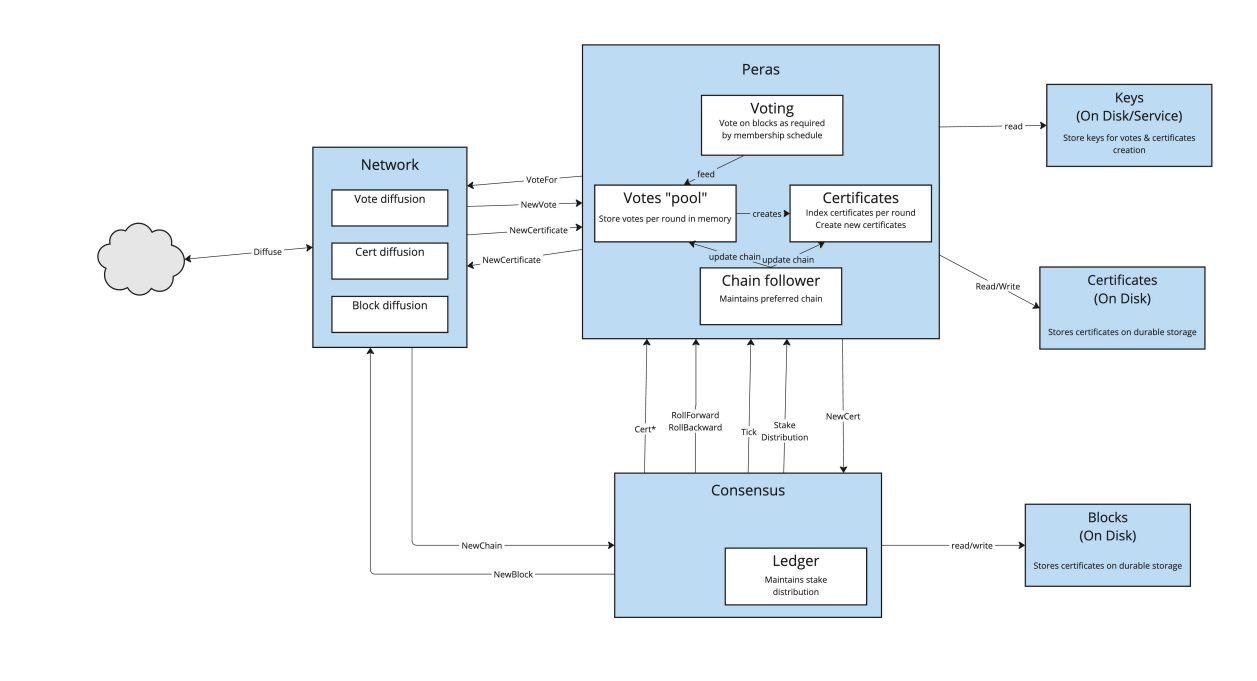 Peras
Voting
Vote on blocks as required
by membership schedule
feed
Votes "pool"
Store votes per round in memory
creates
Certificates
Index certificates per round
Create new certificates
update chain
update chain
Chain follower
Maintains preferred chain
Keys
(On Disk/Service)
Store keys for votes & certificates
creation
read
Network
Vote diffusion
Cert diffusion
Block diffusion
VoteFor
NewVote
NewCertificate
NewCertificate
Diffuse
Read/Write
Certificates
(On Disk)
Stores certificates on durable storage
Cert*
RollForward
RollBackward
Tick
Stake
Distribution
NewCert
Consensus
Ledger
Maintains stake
distribution
NewChain
NewBlock
read/write
Blocks
(On Disk)
Stores certificates on durable storage